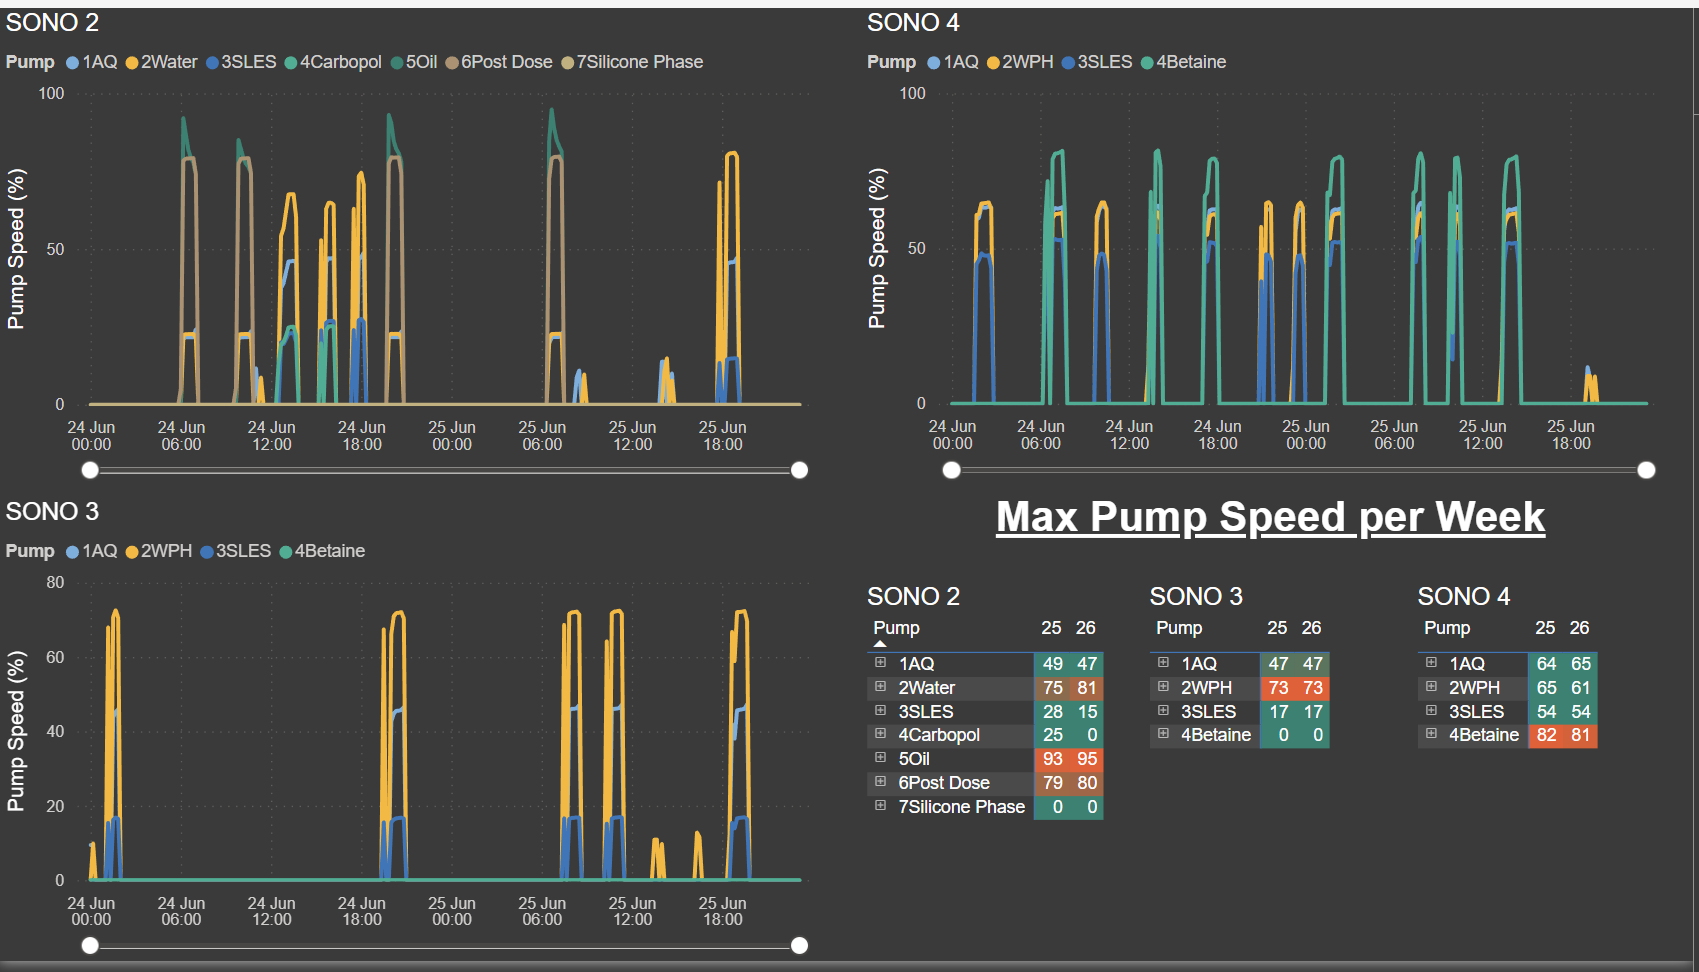 SONO 2
Pump 1AQ 2Water 3SLES 4Carbopol 5Oil 6Post Dose 7Silicone Phase
Pump Speed (%)
100
50
0
24 Jun 24 Jun 24 Jun 24 Jun 25 Jun 25 Jun 25 Jun 25 Jun
00:00 06:00 12:00 18:00 00:00 06:00 12:00 18:00
SONO 4
Pump 1AQ 2WPH 3SLES 4Betaine
Pump Speed (%)
100
50
0
24 Jun 24 Jun 24 Jun 24 Jun 25 Jun 25 Jun 25 Jun 25 Jun
00:00 06:00 12:00 18:00 00:00 06:00 12:00 18:00
SONO 3
Pump 1AQ 2WPH 3SLES 4Betaine
Pump Speed (%)
80
60
40
20
0
24 Jun 24 Jun 24 Jun 24 Jun 25 Jun 25 Jun 25 Jun 25 Jun
00:00 06:00 12:00 18:00 00:00 06:00 12:00 18:00
Max Pump Speed per Week
SONO 2
Pump 25 26
1AQ 49 47
2Water 75 81
3SLES 28 15
4Carbopol 25 0
5Oil 93 95
6Post Dose 79 80
7Silicone Phase 0 0
SONO 3
Pump 25 26
1AQ 47 47
2WPH 73 73
3SLES 17 17
4Betaine 0 0
SONO 4
Pump 25 26
1AQ 64 65
2WPH 65 61
3SLES 54 54
4Betaine 82 81